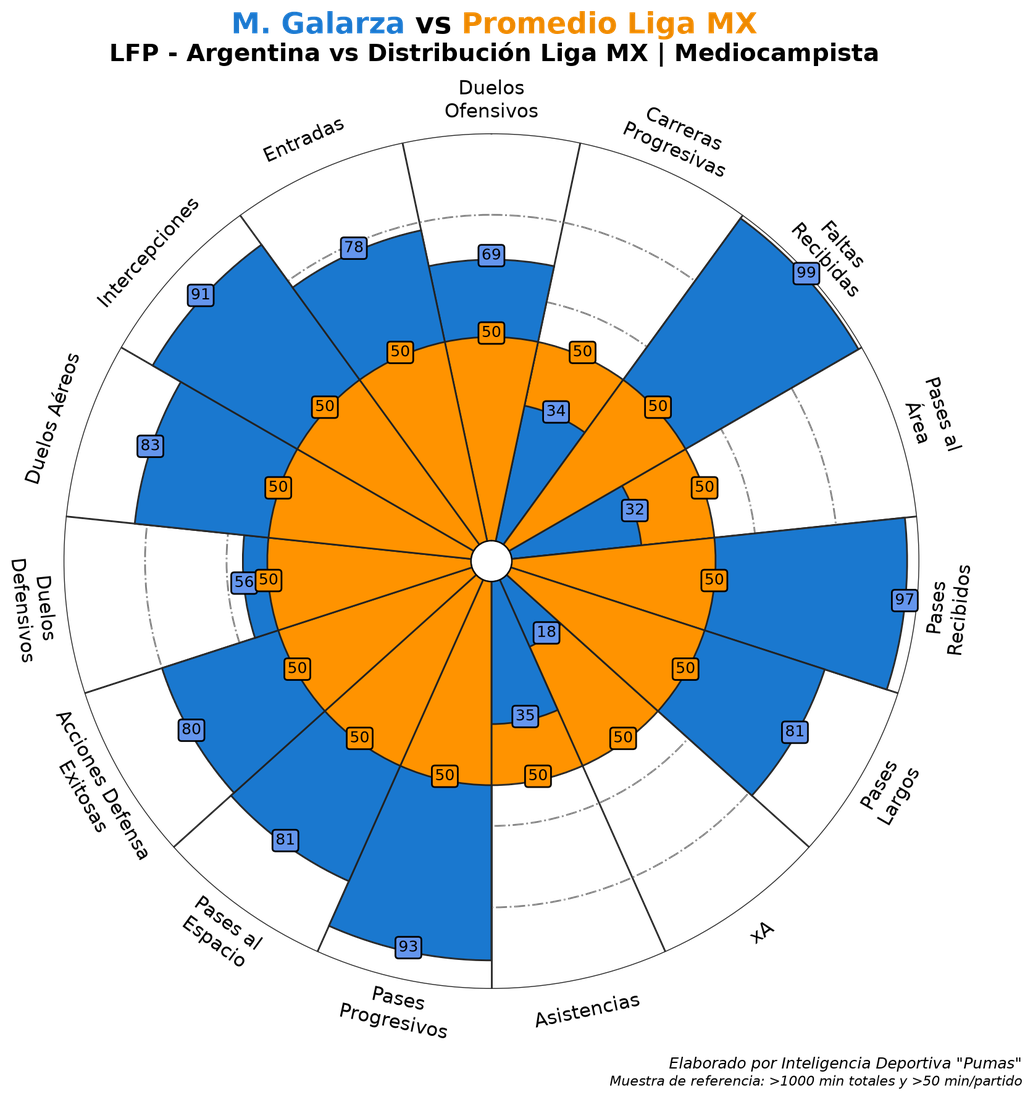 M. Galarza vs Promedio Liga MX
LFP - Argentina vs Distribución Liga MX | Mediocampista
Duelos
Ofensivos
69
50
Carreras
Progresivas
34
50
Faltas
Recibidas
99
50
Pases al
Área
32
50
Pases
Recibidos
97
50
Pases
Largos
81
50
xA
18
50
Asistencias
35
50
Pases
Progresivos
93
50
Pases al
Espacio
81
50
Acciones Defensa
Exitosas
80
50
Duelos
Defensivos
56
50
Duelos Aéreos
83
50
Intercepciones
91
50
Entradas
78
50
Elaborado por Inteligencia Deportiva "Pumas"
Muestra de referencia: >1000 min totales y >50 min/partido